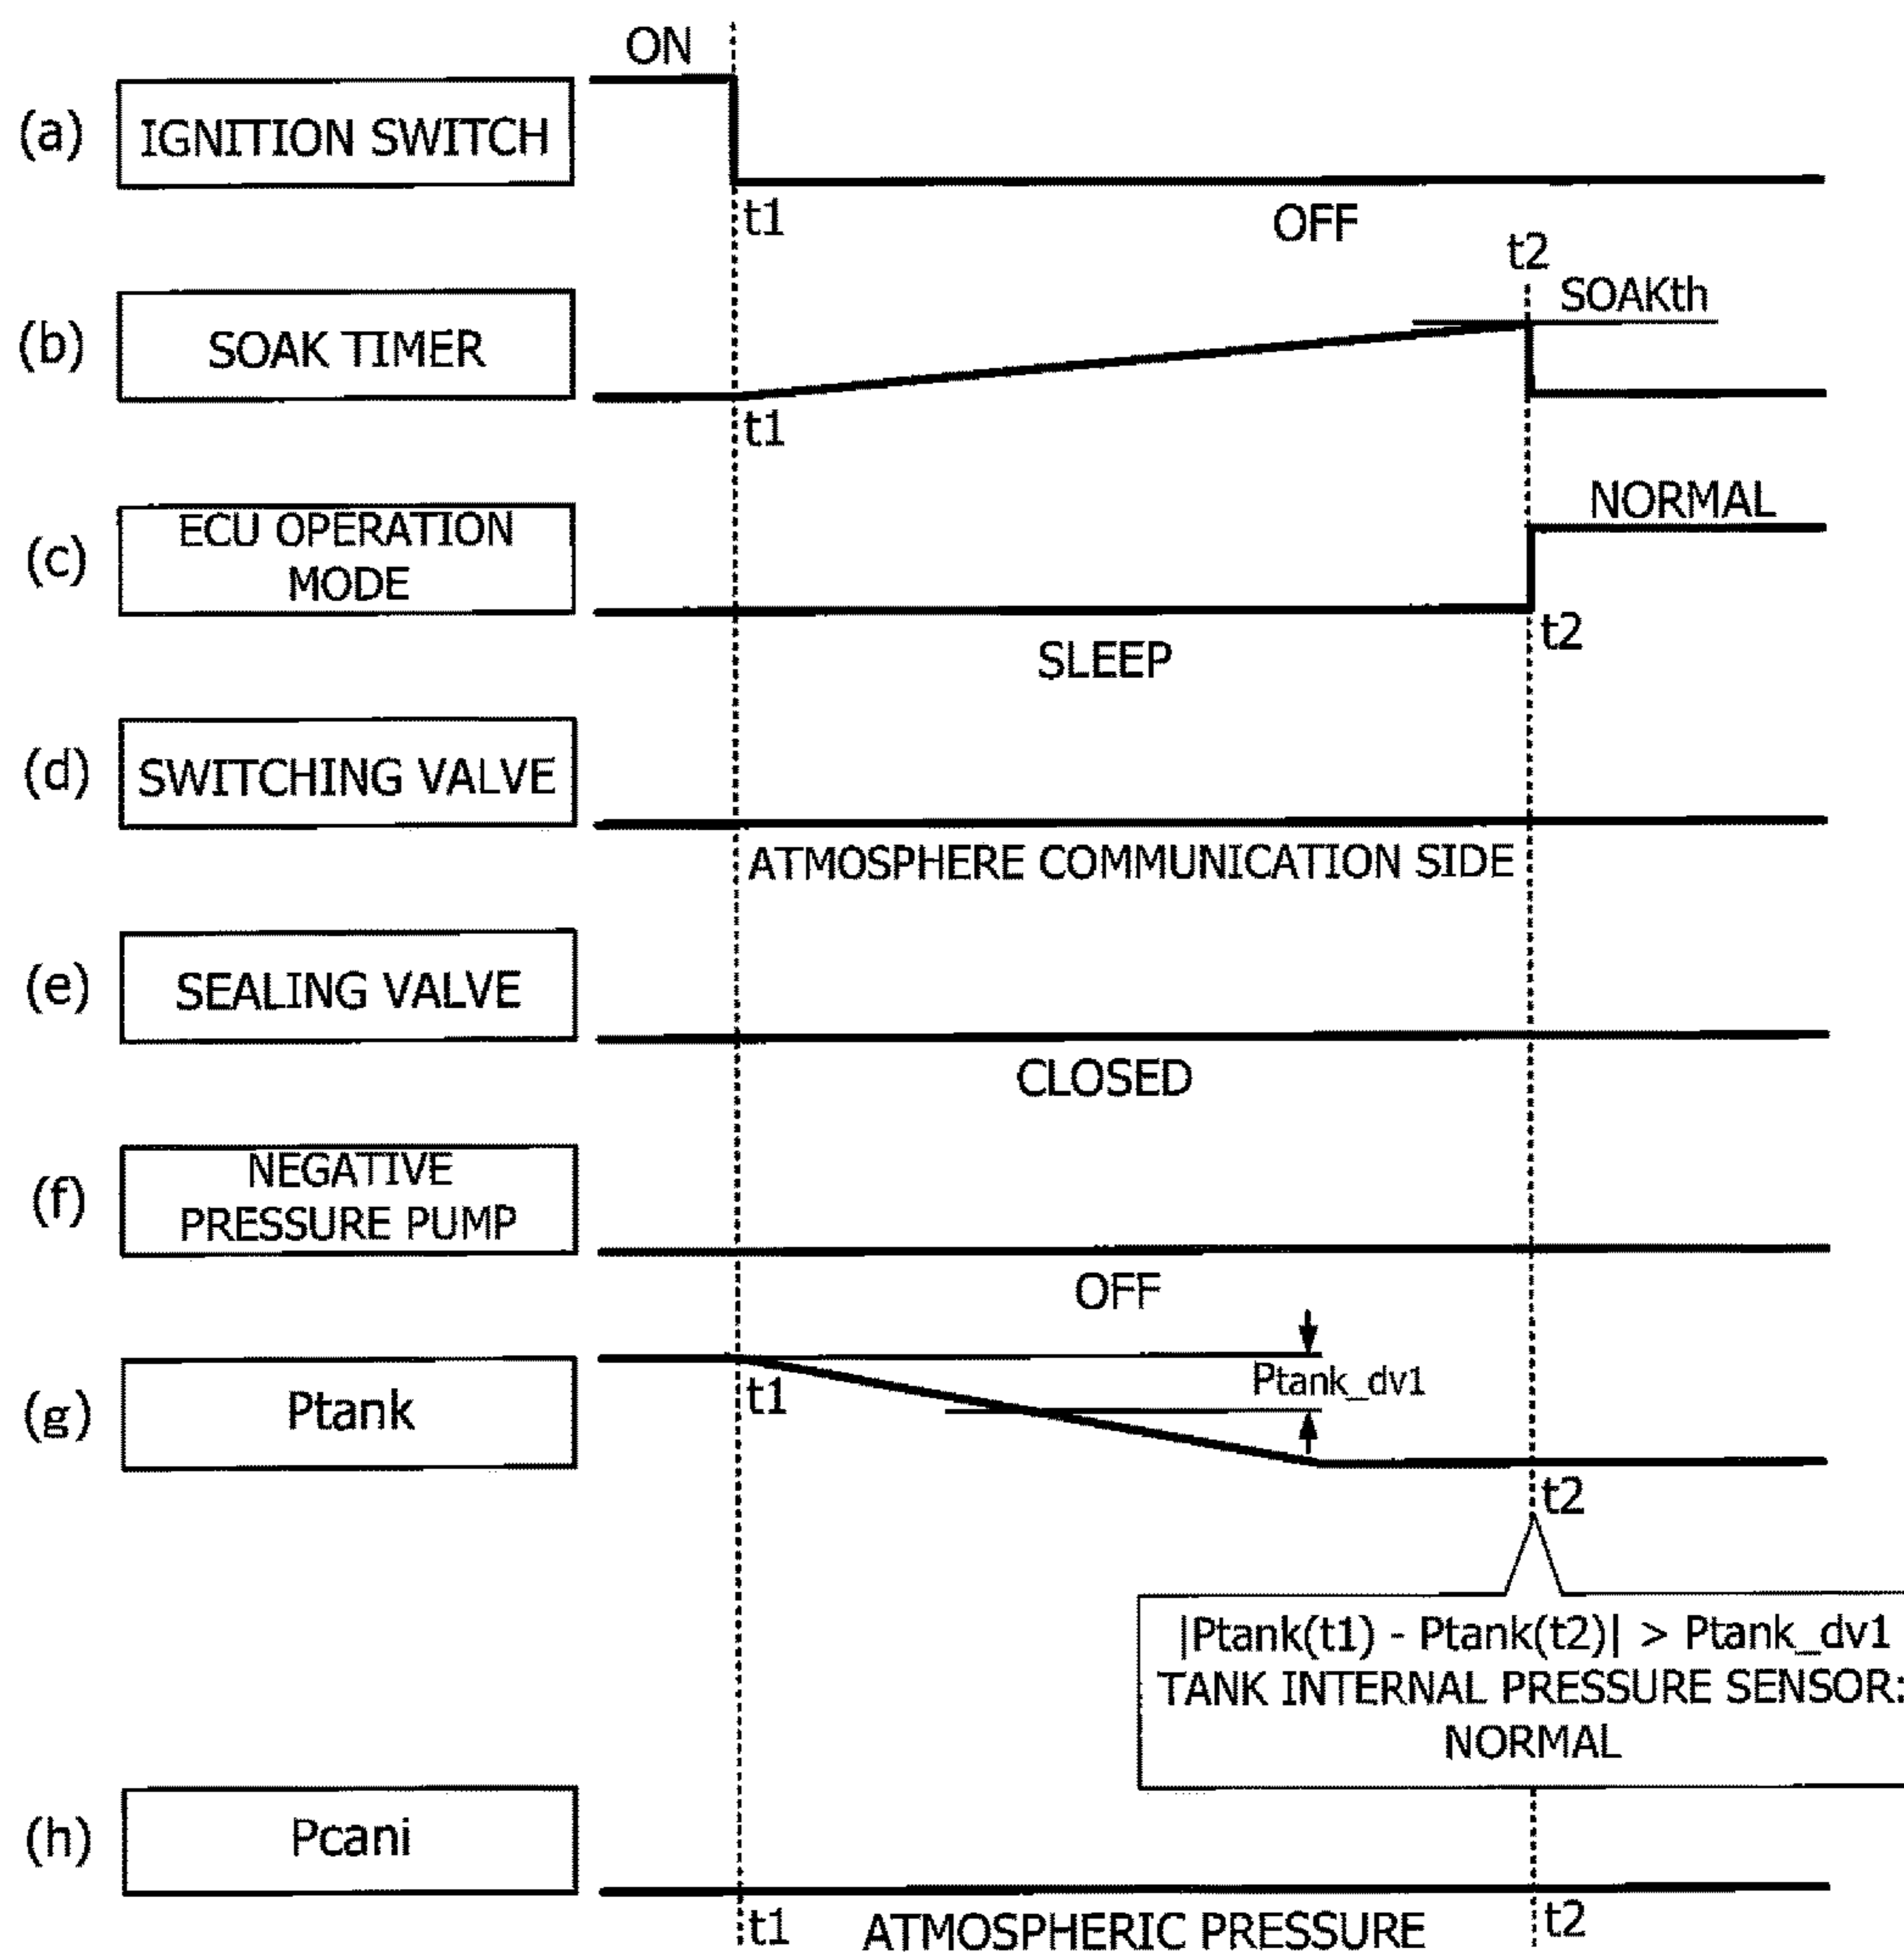 ON
(a) IGNITION SWITCH
t1
OFF
t2
SOAKth
(b) SOAK TIMER
t1
NORMAL
(c) ECU OPERATION
MODE
t2
SLEEP
(d) SWITCHING VALVE
ATMOSPHERE COMMUNICATION SIDE
(e) SEALING VALVE
CLOSED
(f) NEGATIVE
PRESSURE PUMP
OFF
(g) Ptank
t1
Ptank_dv1
t2
|Ptank(t1) - Ptank(t2)| > Ptank_dv1
TANK INTERNAL PRESSURE SENSOR:
NORMAL
(h) Pcani
t1
ATMOSPHERIC PRESSURE
t2